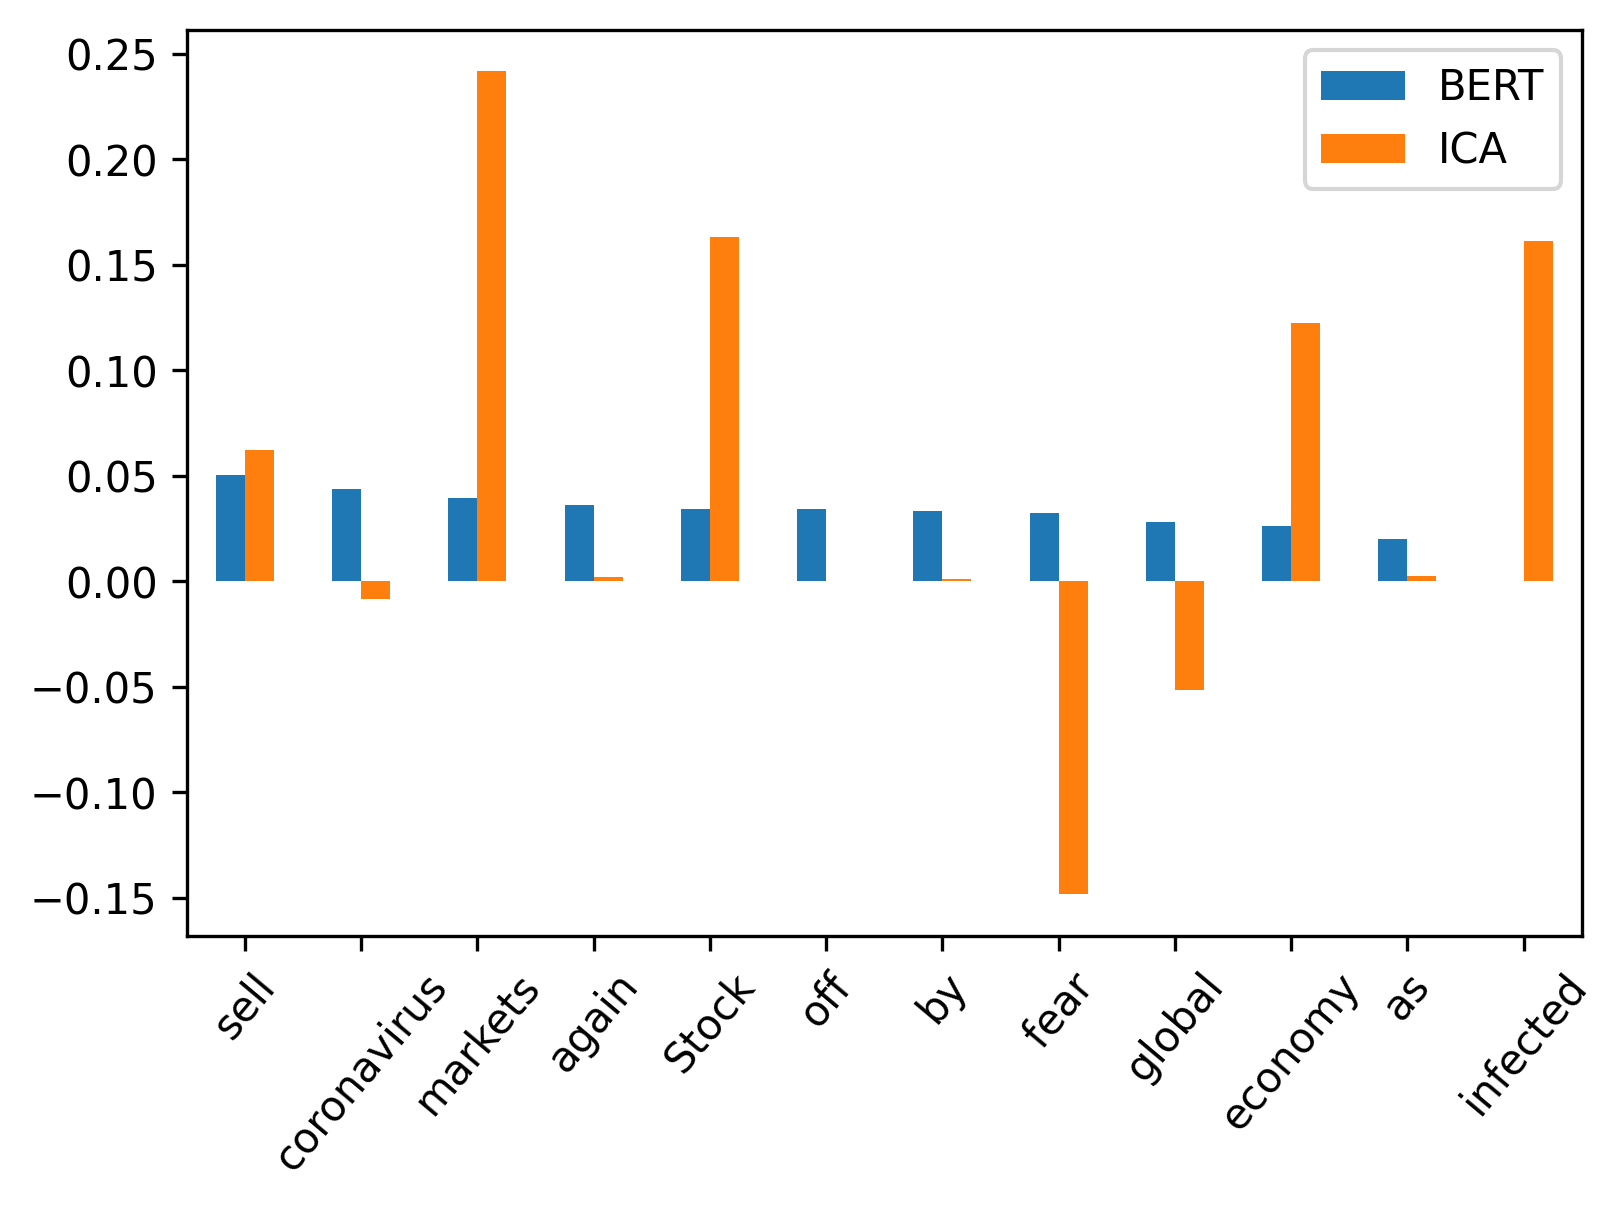 0.25
0.20
0.15
0.10
0.05
0.00
−0.05
−0.10
−0.15
BERT
ICA
sell
coronavirus
markets
again
Stock
off
by
fear
global
economy
as
infected